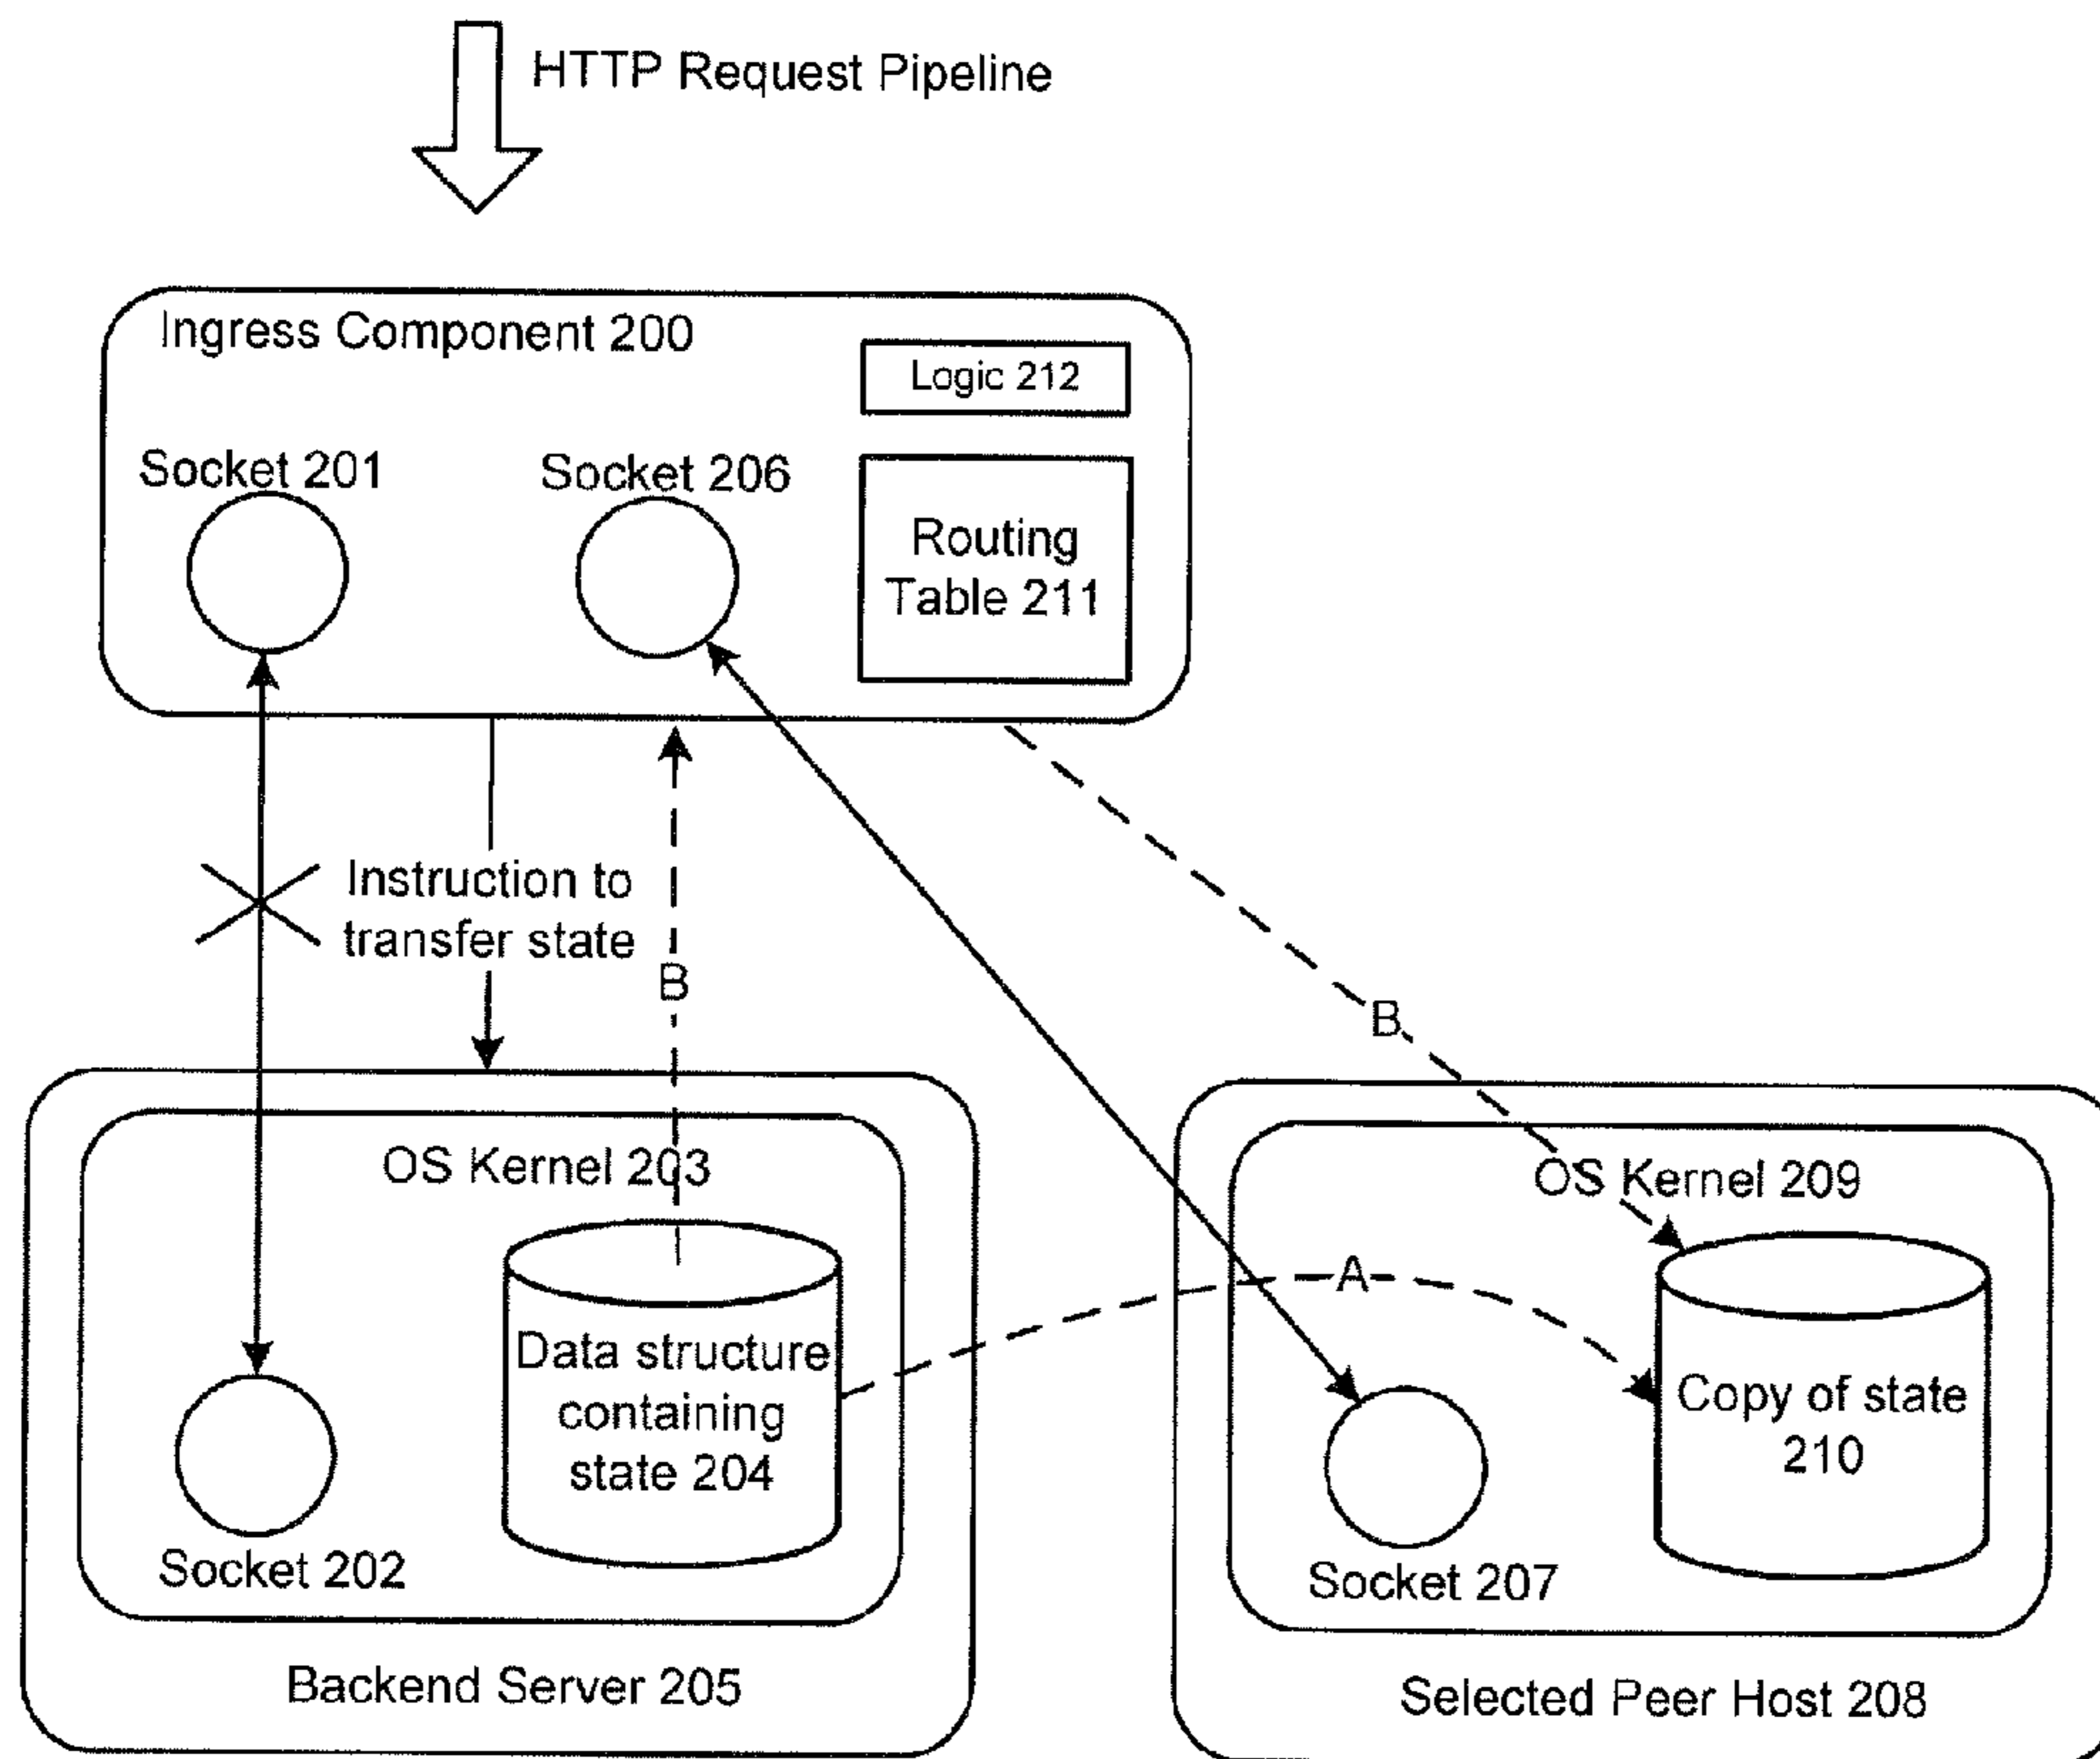 HTTP Request Pipeline
Ingress Component 200
Logic 212
Socket 201
Socket 206
Routing
Table 211
Instruction to
transfer state
B
B
OS Kernel 203
OS Kernel 209
A
Data structure
containing
state 204
Copy of state
210
Socket 202
Socket 207
Backend Server 205
Selected Peer Host 208